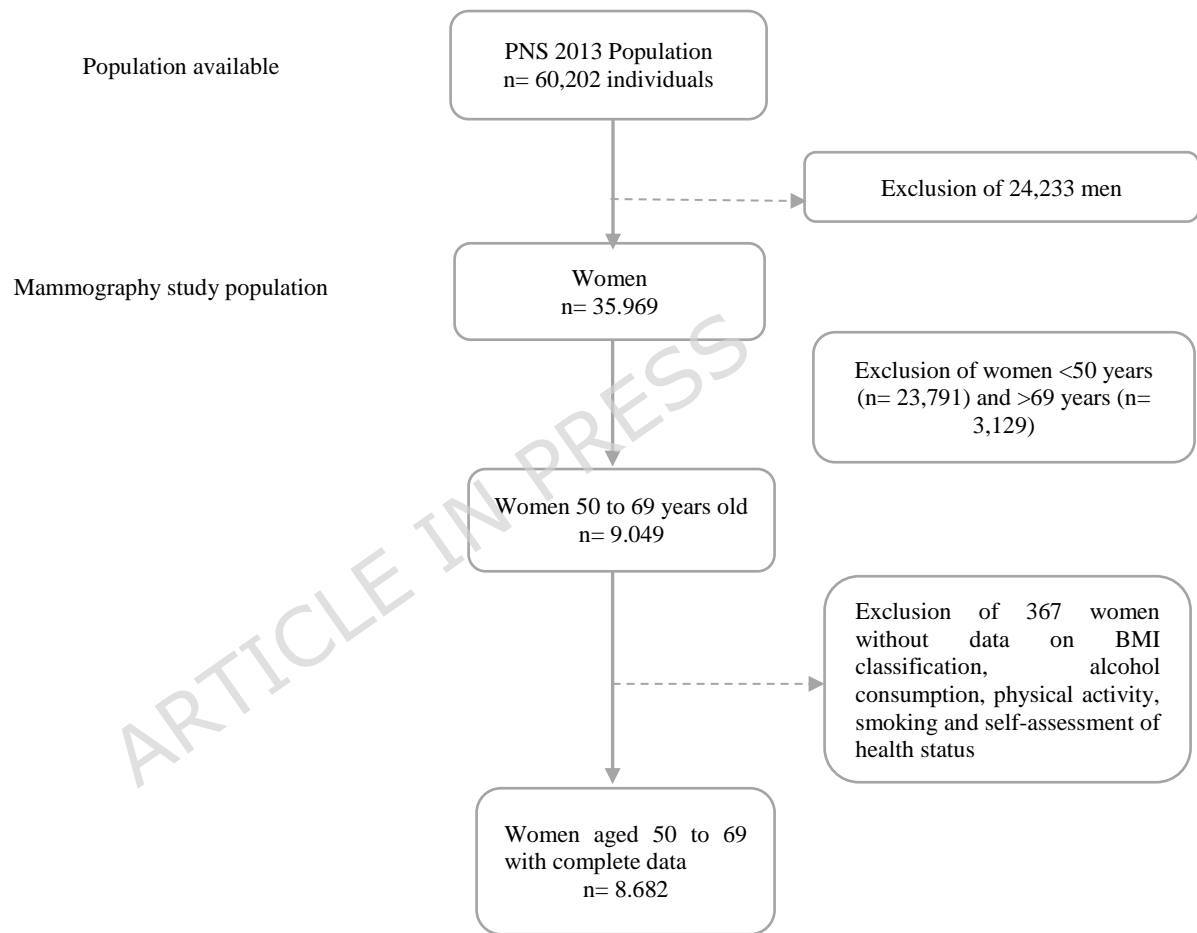 Population available
PNS 2013 Population
n= 60,202 individuals
Exclusion of 24,233 men
Mammography study population
Women
n= 35.969
Exclusion of women <50 years
(n= 23,791) and >69 years (n=
3,129)
Women 50 to 69 years old
n= 9.049
Exclusion of 367 women
without data on BMI
classification, alcohol
consumption, physical activity,
smoking and self-assessment of
health status
Women aged 50 to 69
with complete data
n= 8.682
ARTICLE IN PRESS